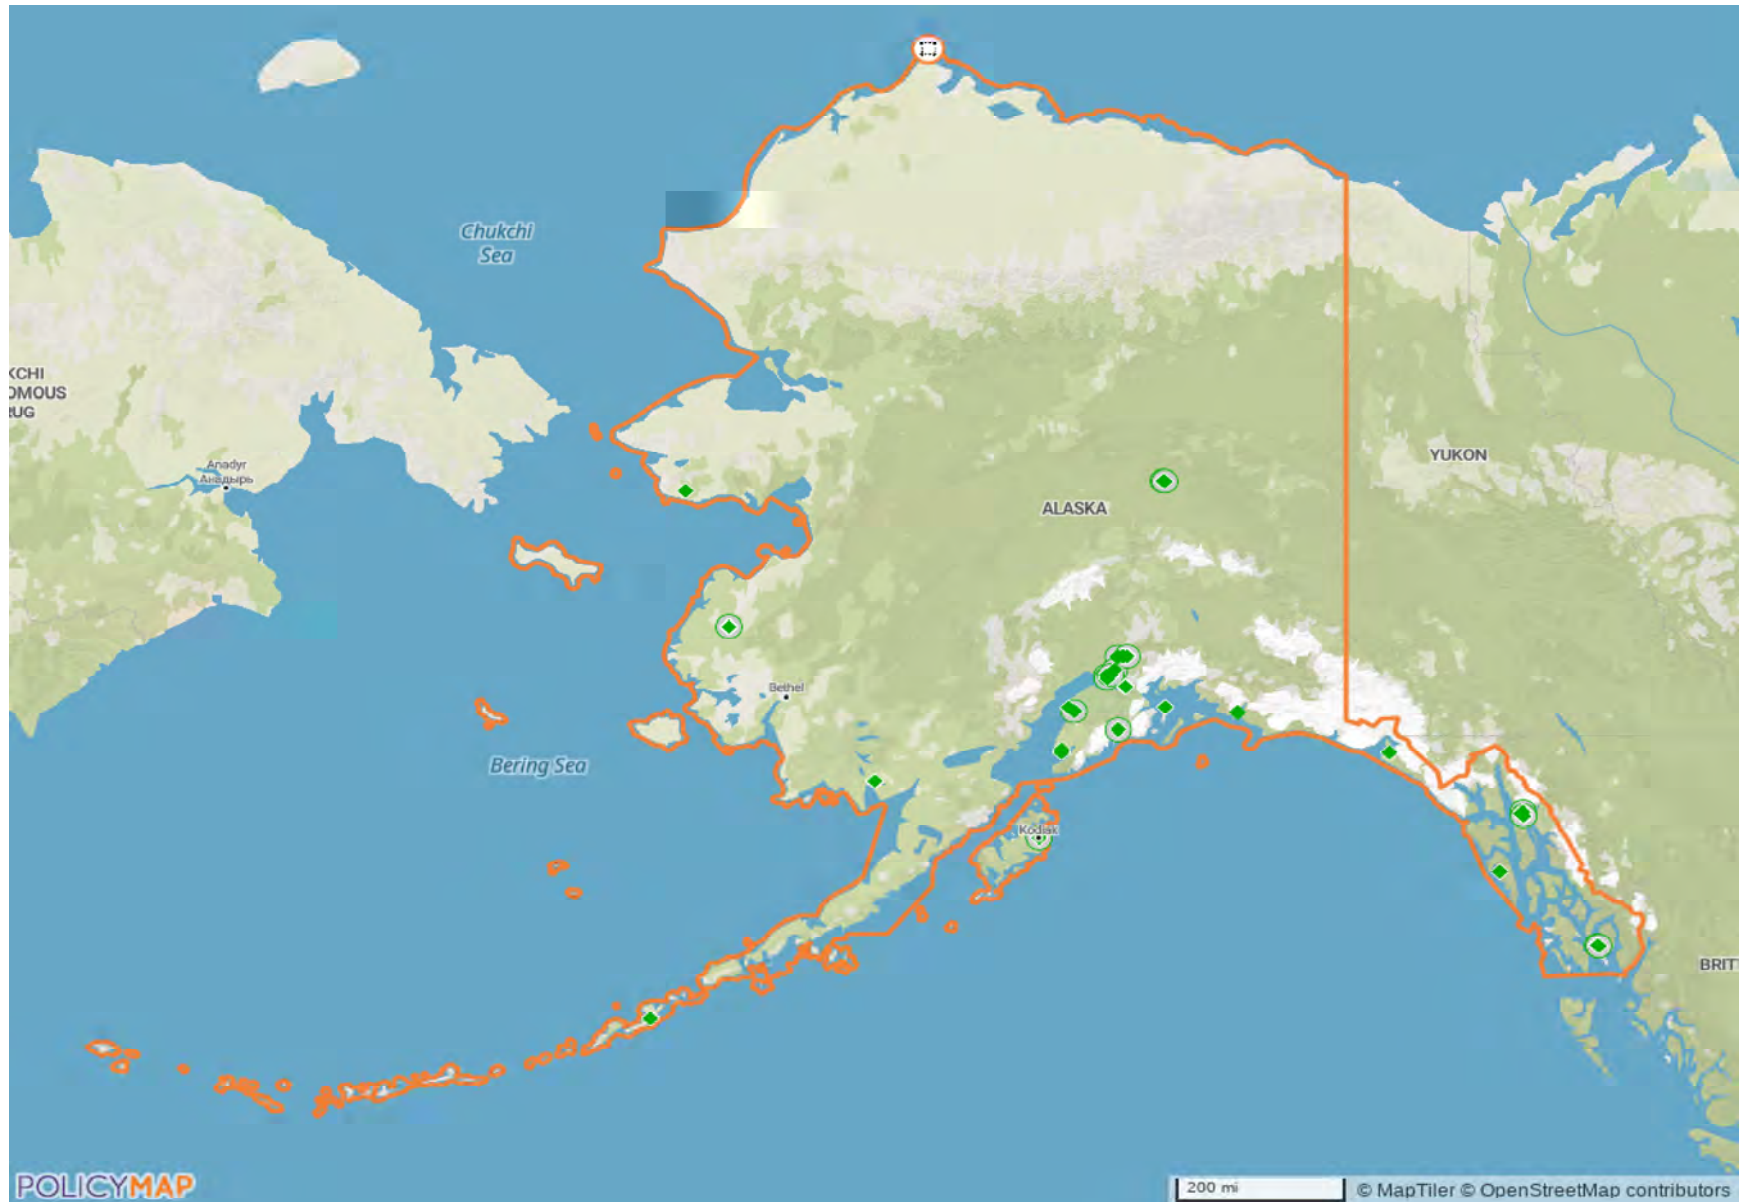 Chukchi
Sea
KCHI
OMOUS
RUG
Anadyr
Анадырь
YUKON
ALASKA
Bethel
Bering Sea
Kodiak
BRIT
POLICYMAP
200 mi
© MapTiler © OpenStreetMap contributors